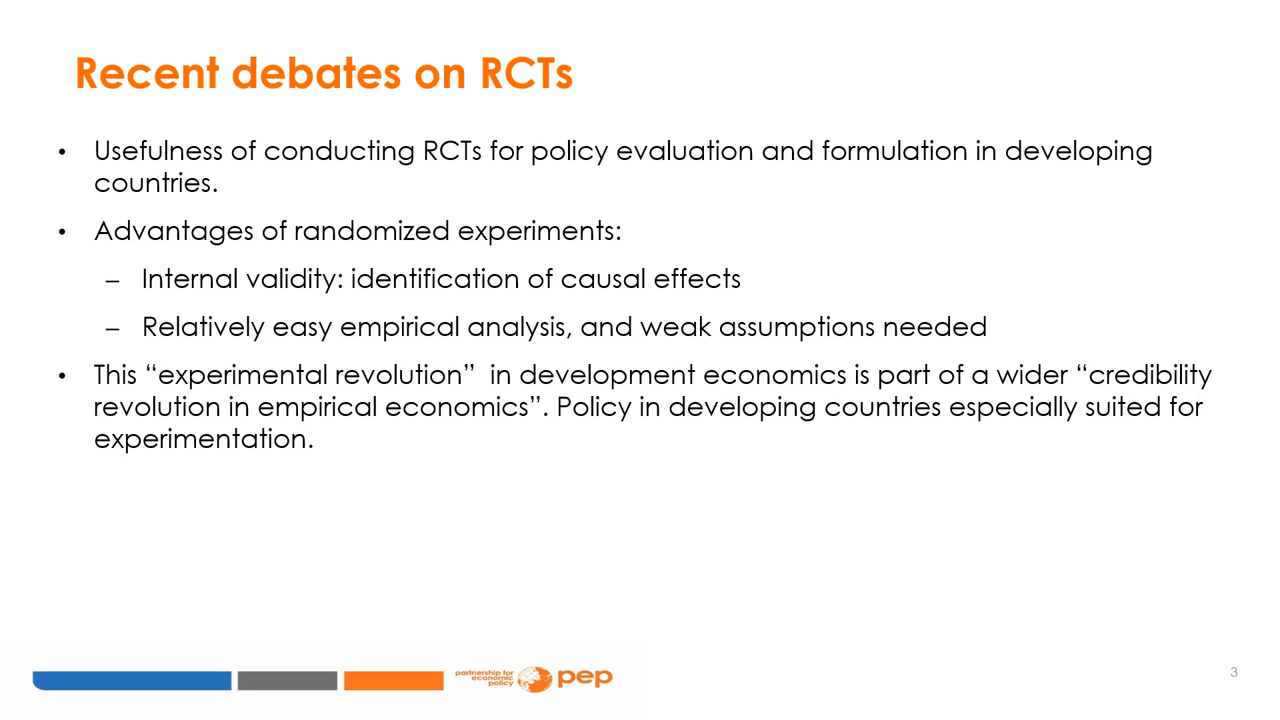 Recent debates on RCTs
• Usefulness of conducting RCTs for policy evaluation and formulation in developing
countries.
• Advantages of randomized experiments:
– Internal validity: identification of causal effects
– Relatively easy empirical analysis, and weak assumptions needed
• This “experimental revolution”  in development economics is part of a wider “credibility
revolution in empirical economics”. Policy in developing countries especially suited for
experimentation.
partnership for
economic
policy
pep
3